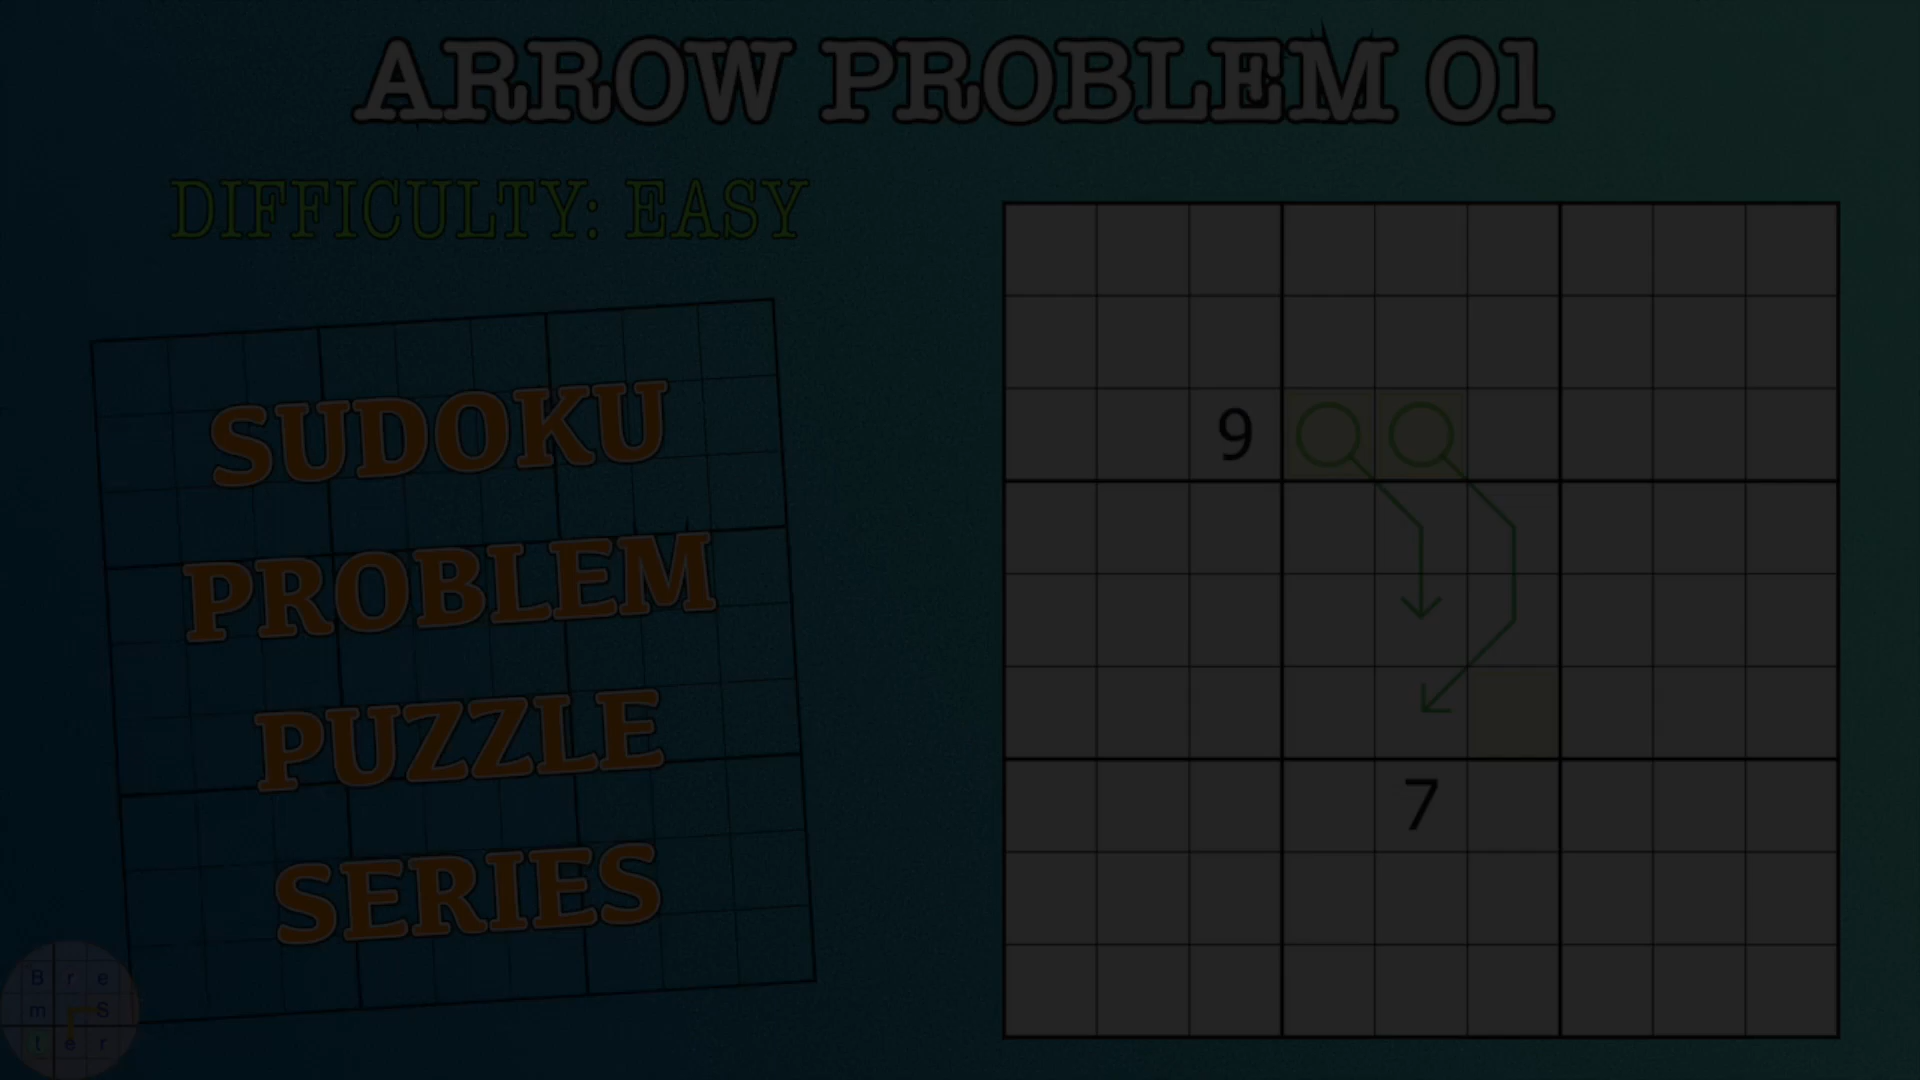 ARROW PROBLEM 01
DIFFICULTY: EASY
SUDOKU
PROBLEM
PUZZLE
SERIES
9
7
B r e
m S
t e r